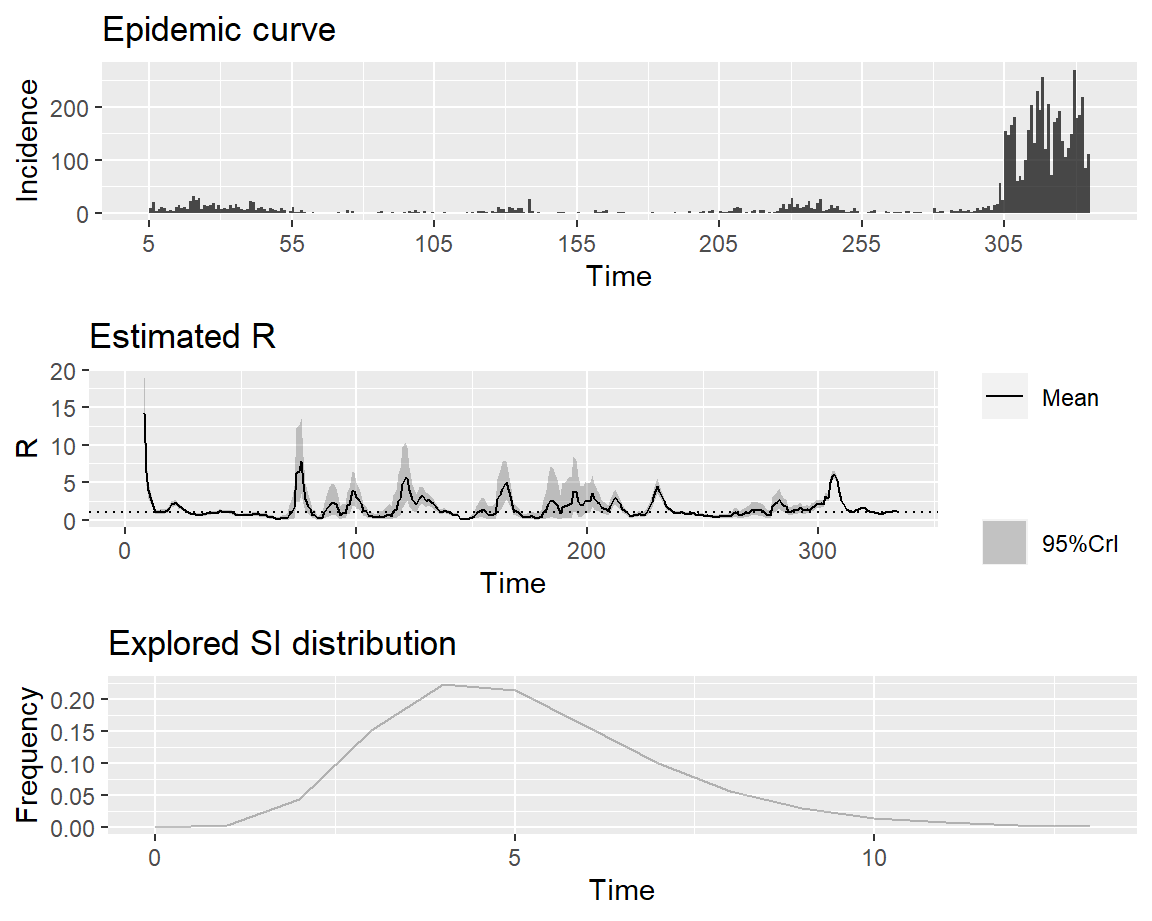 Epidemic curve
Incidence
200
100
0
5 55 105 155 205 255 305
Time
Estimated R
R
20
15
10
5
0
0 100 200 300
Time
Mean
95%CrI
Explored SI distribution
Frequency
0.20
0.15
0.10
0.05
0.00
0 5 10
Time